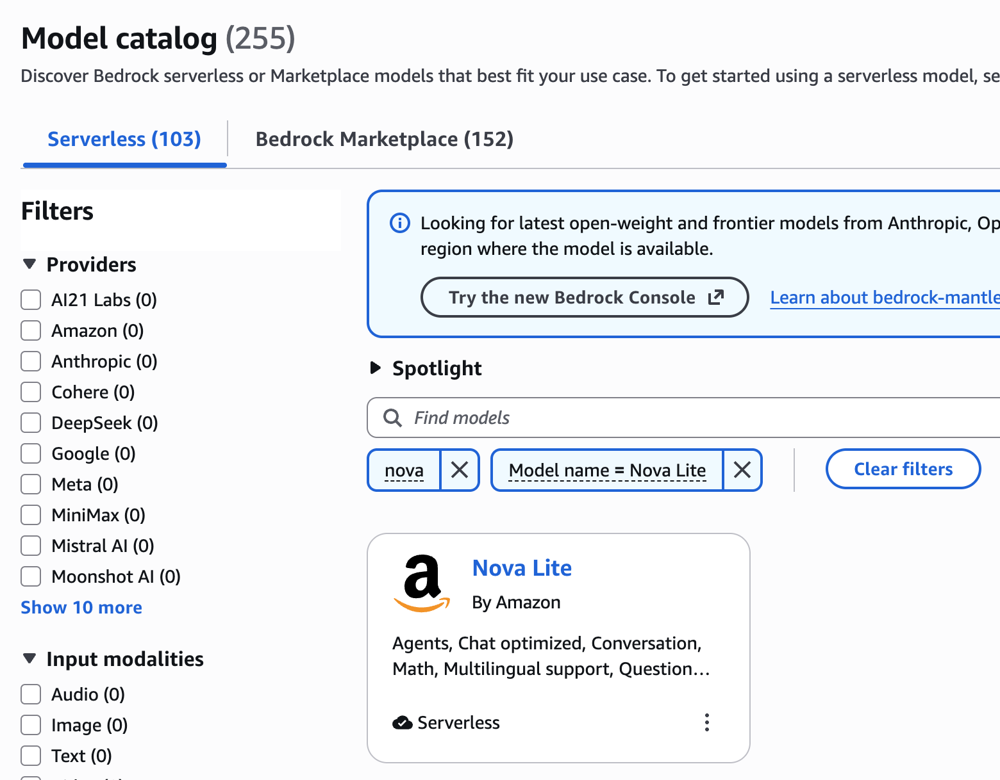 Model catalog (255)
Discover Bedrock serverless or Marketplace models that best fit your use case. To get started using a serverless model, se
Serverless (103)
Bedrock Marketplace (152)
Filters
Providers
AI21 Labs (0)
Amazon (0)
Anthropic (0)
Cohere (0)
DeepSeek (0)
Google (0)
Meta (0)
MiniMax (0)
Mistral AI (0)
Moonshot AI (0)
Show 10 more
Input modalities
Audio (0)
Image (0)
Text (0)
Looking for latest open-weight and frontier models from Anthropic, Op
region where the model is available.
Try the new Bedrock Console
Learn about bedrock-mantle
Spotlight
Find models
nova
Model name = Nova Lite
Clear filters
Nova Lite
By Amazon
Agents, Chat optimized, Conversation,
Math, Multilingual support, Question…
Serverless